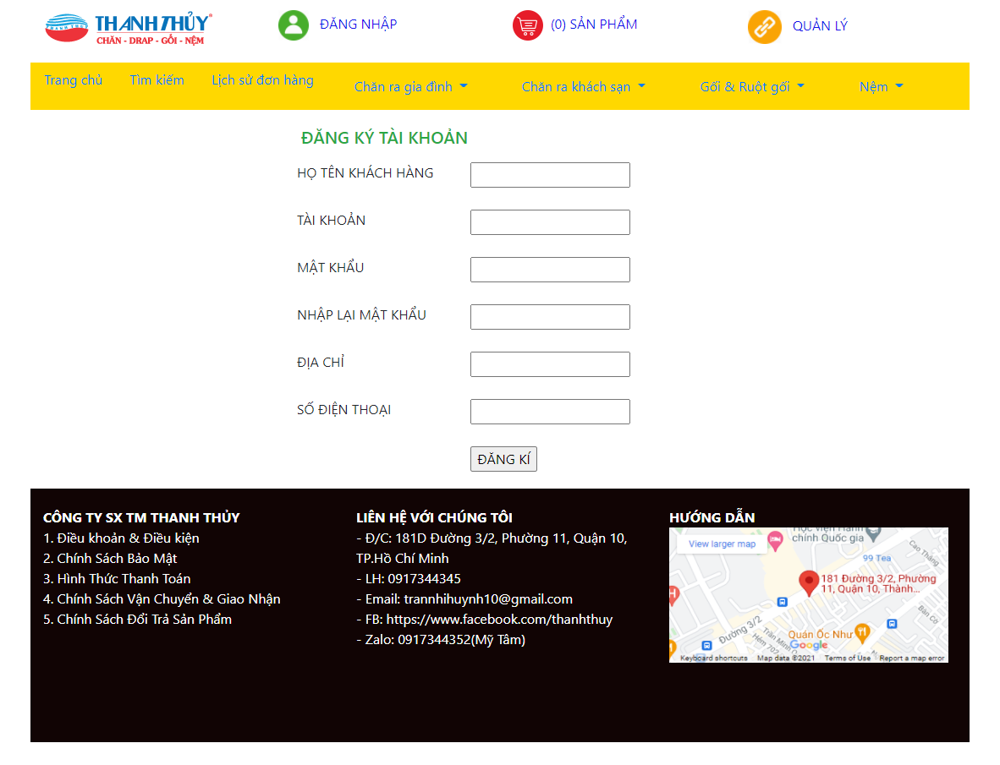 THANH THỦY
THANH THỦY®
CHĂN - DRAP - GỐI - NỆM
ĐĂNG NHẬP
(0) SẢN PHẨM
QUẢN LÝ
Trang chủ
Tìm kiếm
Lịch sử đơn hàng
Chăn ra gia đình
Chăn ra khách sạn
Gối & Ruột gối
Nệm
ĐĂNG KÝ TÀI KHOẢN
HỌ TÊN KHÁCH HÀNG
TÀI KHOẢN
MẬT KHẨU
NHẬP LẠI MẬT KHẨU
ĐỊA CHỈ
SỐ ĐIỆN THOẠI
ĐĂNG KÍ
CÔNG TY SX TM THANH THỦY
1. Điều khoản & Điều kiện
2. Chính Sách Bảo Mật
3. Hình Thức Thanh Toán
4. Chính Sách Vận Chuyển & Giao Nhận
5. Chính Sách Đổi Trả Sản Phẩm
LIÊN HỆ VỚI CHÚNG TÔI
- Đ/C: 181D Đường 3/2, Phường 11, Quận 10,
TP.Hồ Chí Minh
- LH: 0917344345
- Email: trannhihuynh10@gmail.com
- FB: https://www.facebook.com/thanhthuy
- Zalo: 0917344352(Mỹ Tâm)
HƯỚNG DẪN
Học viện Hành
chính Quốc gia
View larger map
99 Tea
Cao Thắng
181 Đường 3/2, Phường
11, Quận 10, Thành...
Bàn Cờ
Đường 3/2
Trần Minh Q
Hẻm 702
Quán Ốc Như
Google
Keyboard shortcuts
Map data ©2021
Terms of Use
Report a map error